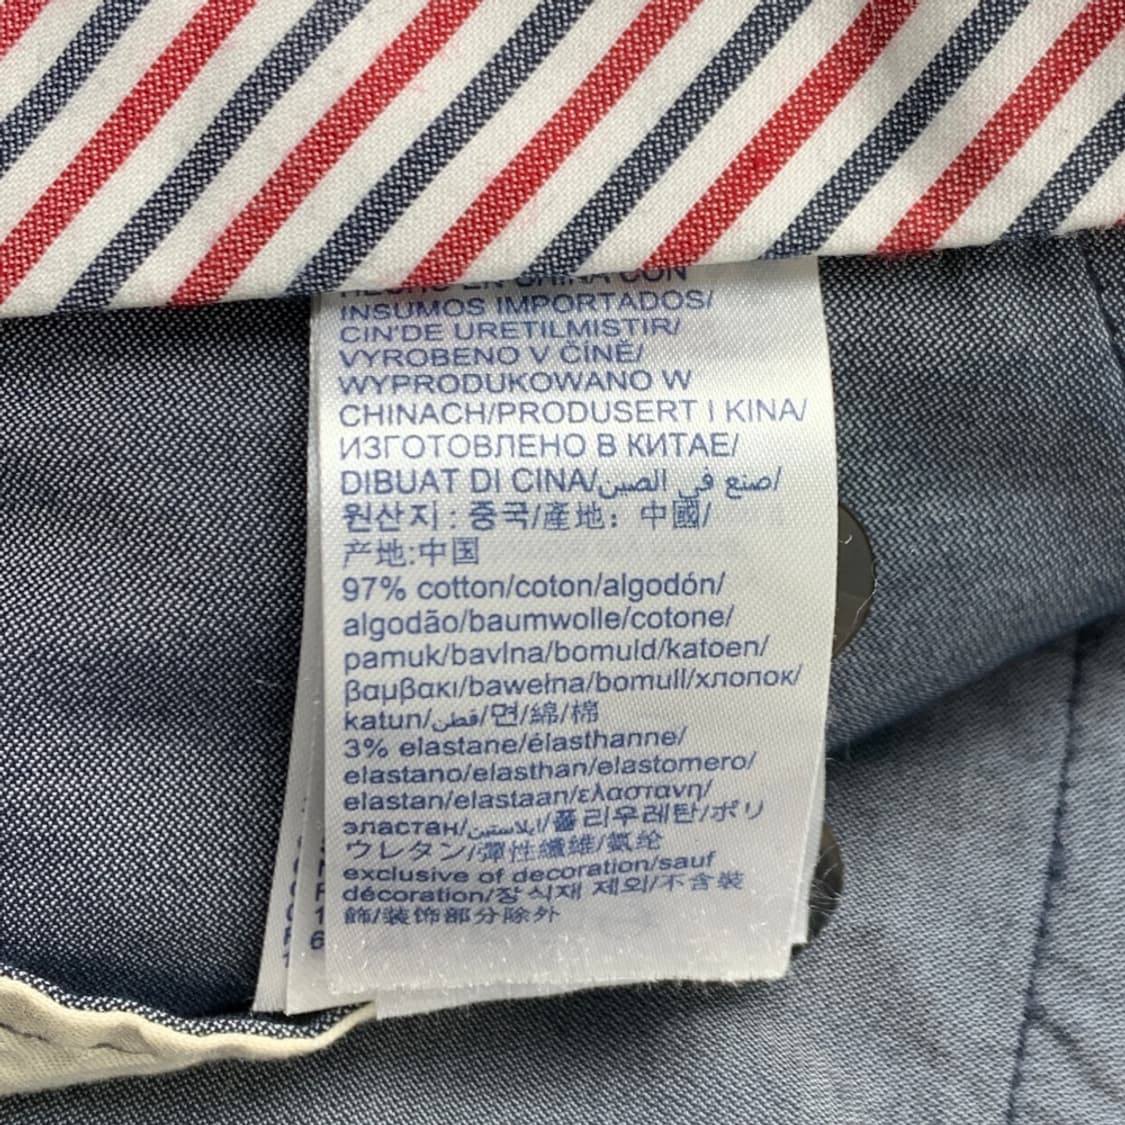 HECHO EN CHINA CON
INSUMOS IMPORTADOS/
CIN'DE URETILMISTIR/
VYROBENO V ČÍNĚ/
WYPRODUKOWANO W
CHINACH/PRODUSERT I KINA/
ИЗГОТОВЛЕНО В КИТАЕ/
DIBUAT DI CINA/صنع في الصين/
원산지 : 중국/產地: 中國/
产地:中国
97% cotton/coton/algodón/
algodão/baumwolle/cotone/
pamuk/bavlna/bomuld/katoen/
βαμβακι/bawełna/bomull/хлопок/
katun/قطن/면/綿/棉
3% elastane/élasthanne/
elastano/elasthan/elastomero/
elastan/elastaan/ελαστανη/
эластан/ايلاستين/폴리우레탄/ポリ
ウレタン/彈性纖維/氨纶
exclusive of decoration/sauf
décoration/장식재 제외/不含裝
飾/装饰部分除外